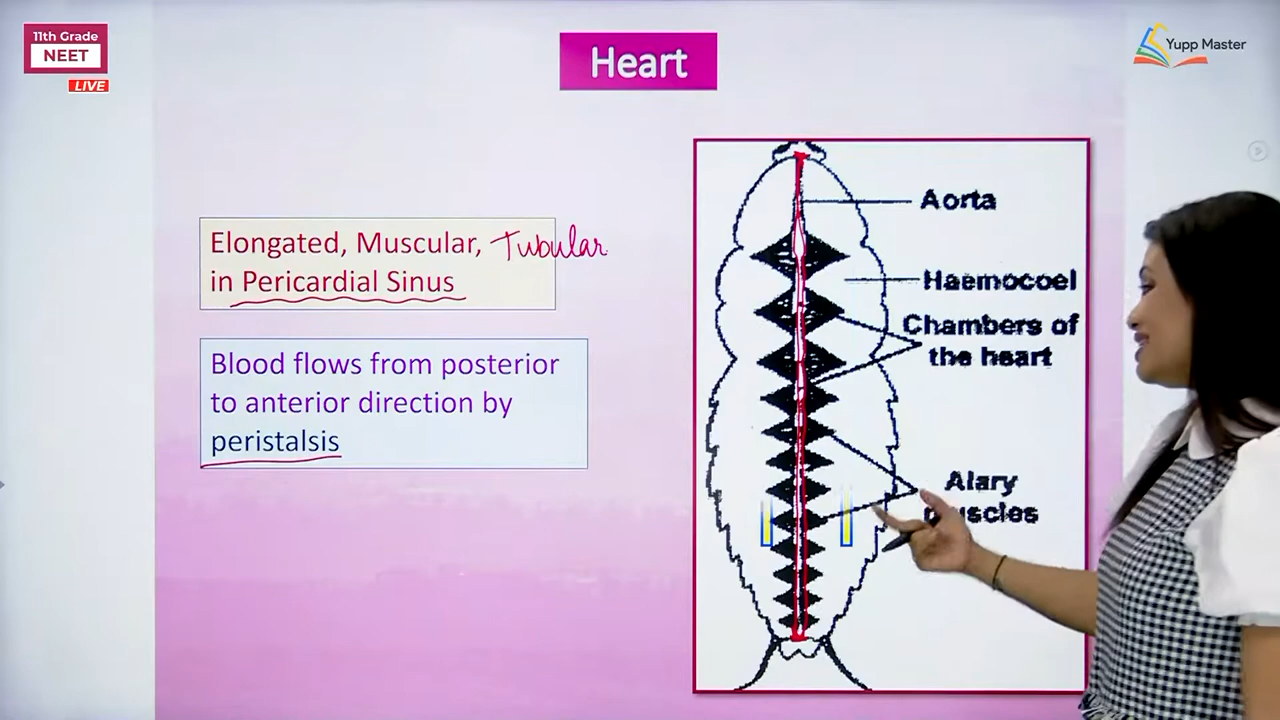 11th Grade
NEET
LIVE
Heart
Yupp Master
Elongated, Muscular, Tubular
in Pericardial Sinus
Blood flows from posterior
to anterior direction by
peristalsis
Aorta
Haemocoel
Chambers of
the heart
Alary
muscles